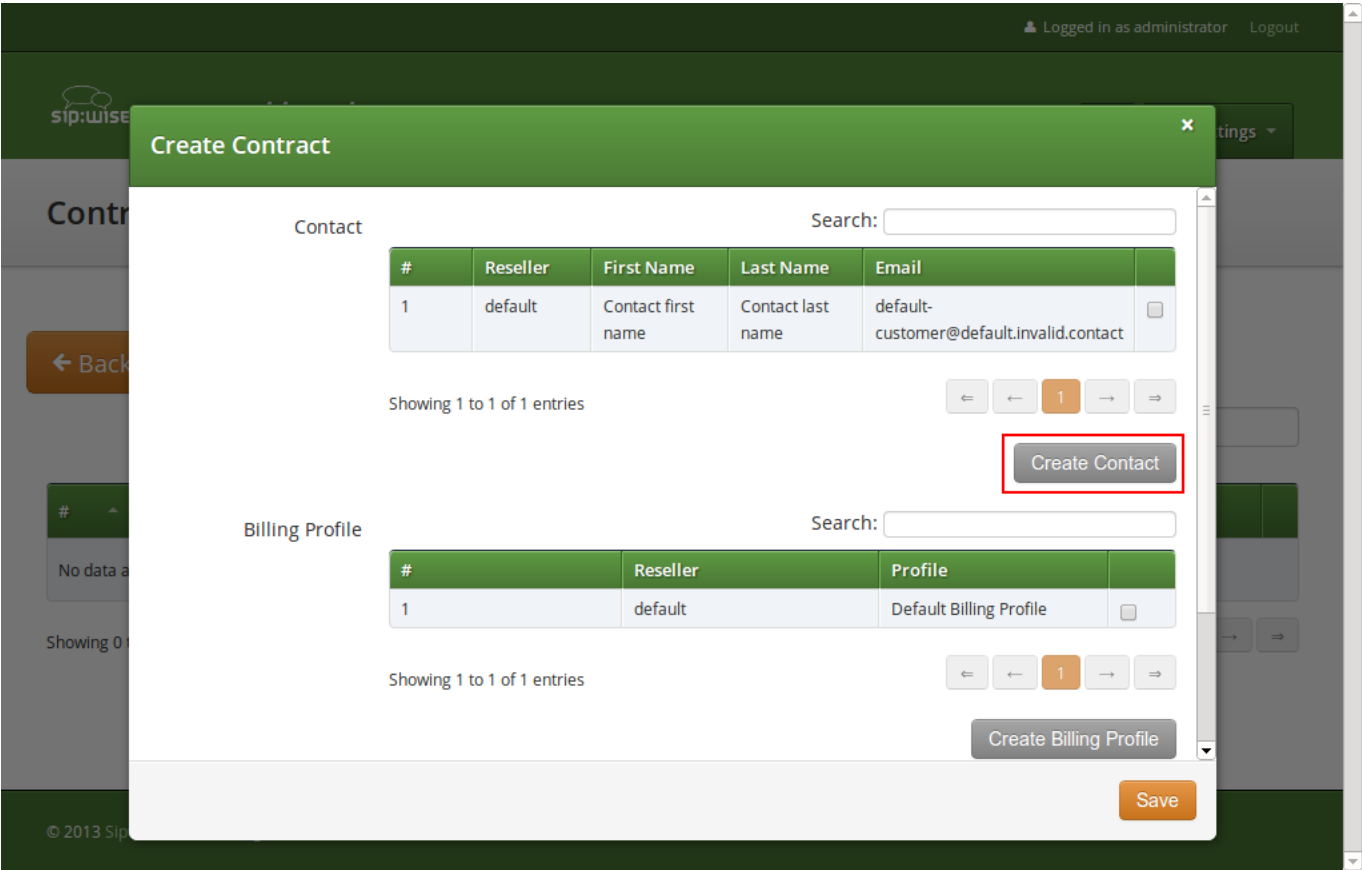 Logged in as administrator Logout
sip:wise
tings
Create Contract ×
Contr
Contact Search:
# Reseller First Name Last Name Email
1 default Contact first name Contact last name default-customer@default.invalid.contact
← Back
Showing 1 to 1 of 1 entries ⇐ ← 1 → ⇒
Create Contact
#
Billing Profile Search:
# Reseller Profile
No data a
1 default Default Billing Profile
Showing 0 t → ⇒
Showing 1 to 1 of 1 entries ⇐ ← 1 → ⇒
Create Billing Profile
Save
© 2013 Sip